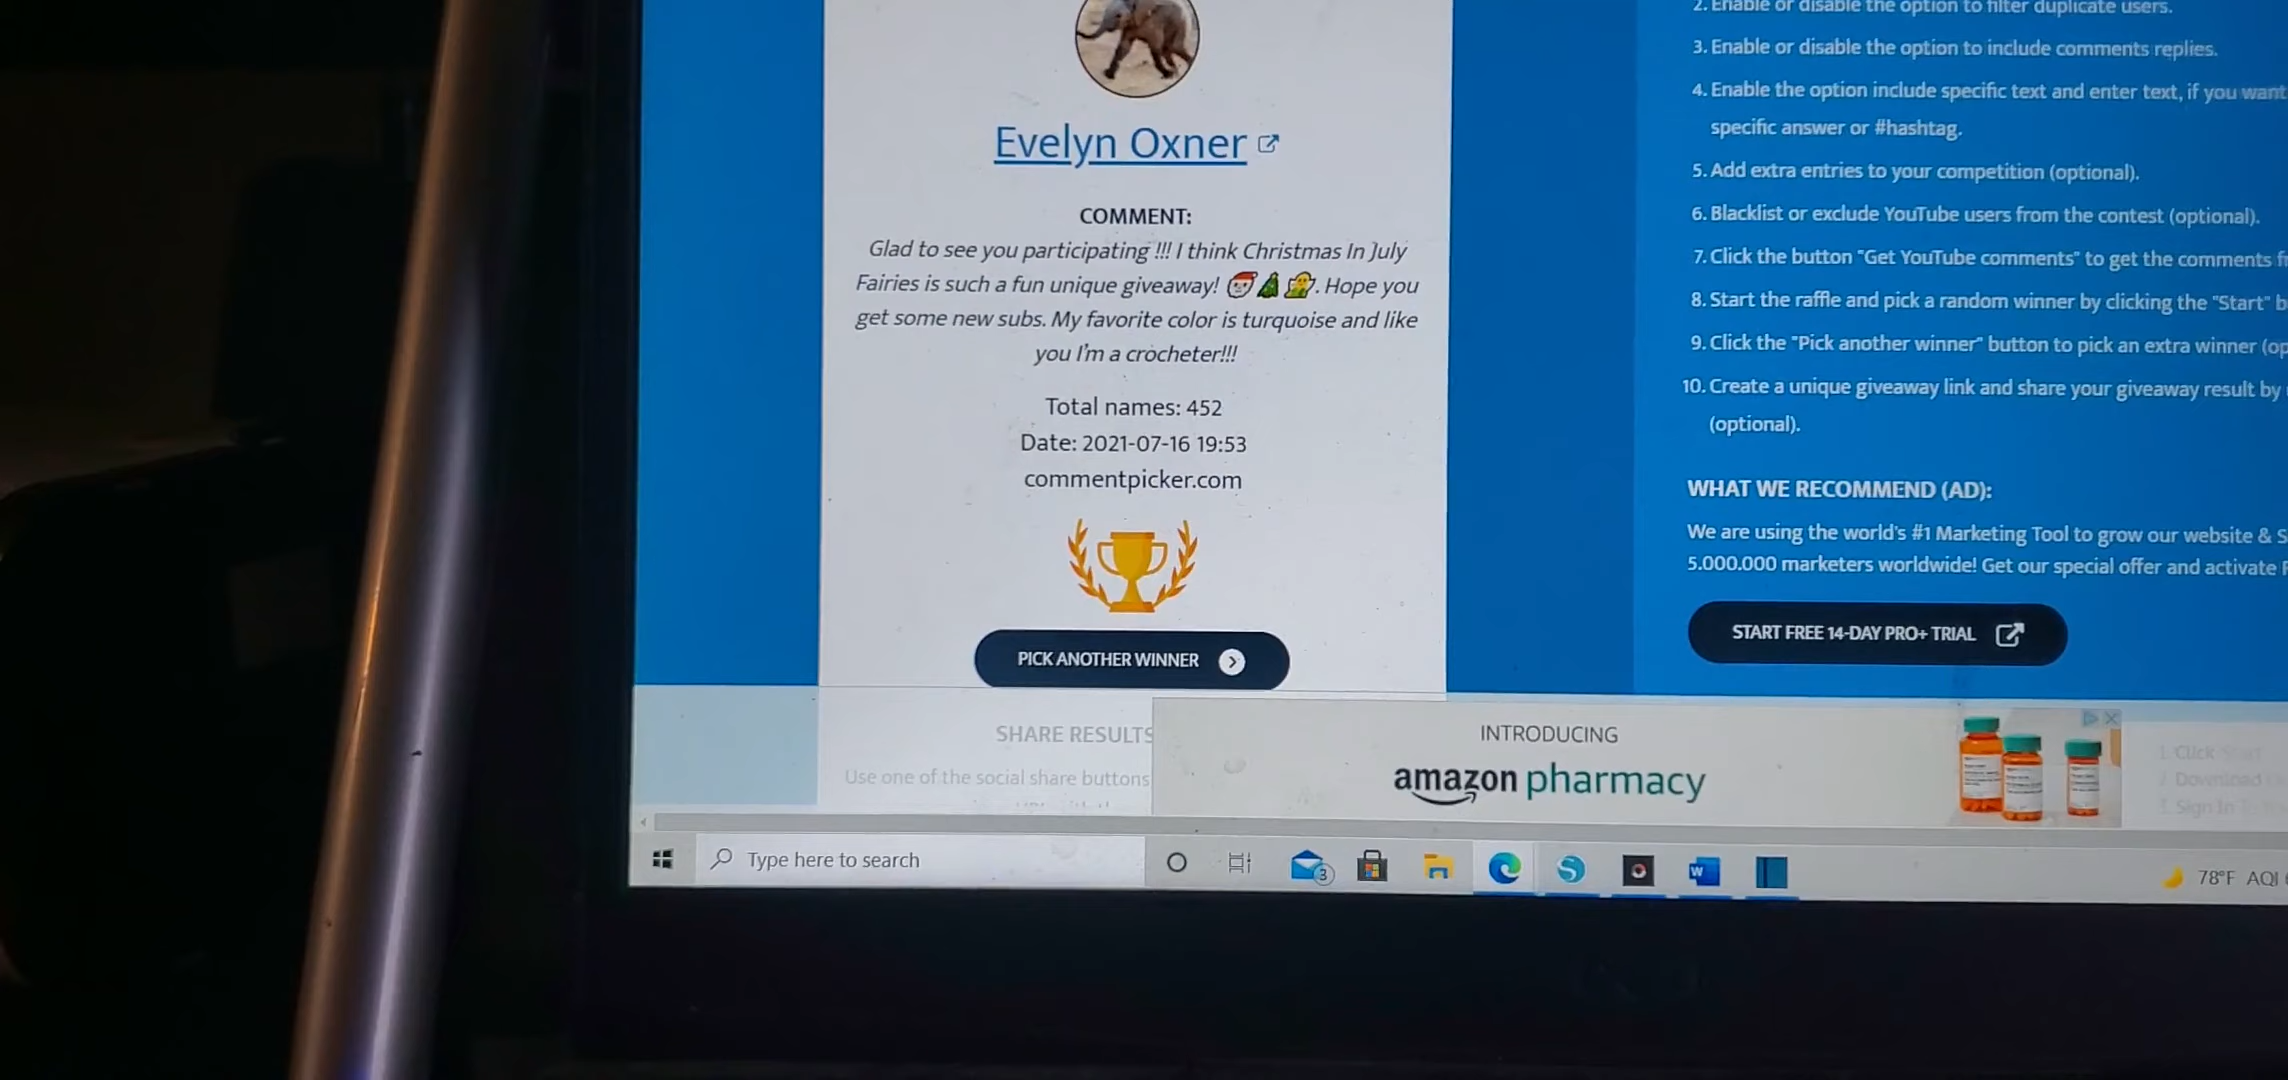 Evelyn Oxner
COMMENT:
Glad to see you participating !!! I think Christmas In July
Fairies is such a fun unique giveaway! 🎅🎄🧚. Hope you
get some new subs. My favorite color is turquoise and like
you I'm a crocheter!!!
Total names: 452
Date: 2021-07-16 19:53
commentpicker.com
PICK ANOTHER WINNER
SHARE RESULTS
Use one of the social share buttons
2. Enable or disable the option to filter duplicate users.
3. Enable or disable the option to include comments replies.
4. Enable the option include specific text and enter text, if you want
specific answer or #hashtag.
5. Add extra entries to your competition (optional).
6. Blacklist or exclude YouTube users from the contest (optional).
7. Click the button "Get YouTube comments" to get the comments
8. Start the raffle and pick a random winner by clicking the "Start"
9. Click the "Pick another winner" button to pick an extra winner
10. Create a unique giveaway link and share your giveaway result by
(optional).
WHAT WE RECOMMEND (AD):
We are using the world's #1 Marketing Tool to grow our website &
5.000.000 marketers worldwide! Get our special offer and activate
START FREE 14-DAY PRO+ TRIAL
INTRODUCING
amazon pharmacy
1. Click Start
2. Download
3. Sign In
Type here to search
3
W
78°F AQI